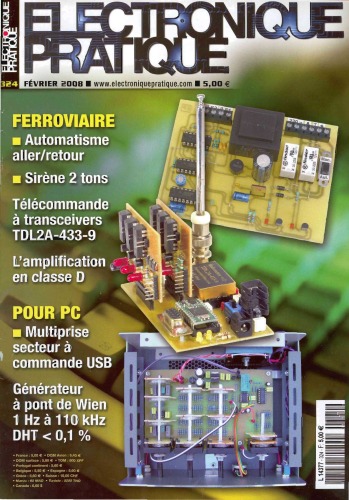 ELECTRONIQUE
PRATIQUE
ELECTRONIQUE
PRATIQUE
324
FÉVRIER 2008 ■ www.electroniquepratique.com ■ 5,00 €
FERROVIAIRE
■ Automatisme
aller/retour
■ Sirène 2 tons
Télécommande
à transceivers
TDL2A-433-9
L'amplification
en classe D
POUR PC
■ Multiprise
secteur à
commande USB
Générateur
à pont de Wien
1 Hz à 110 kHz
DHT < 0,1 %
L 14377 - 324 - F: 5,00 €